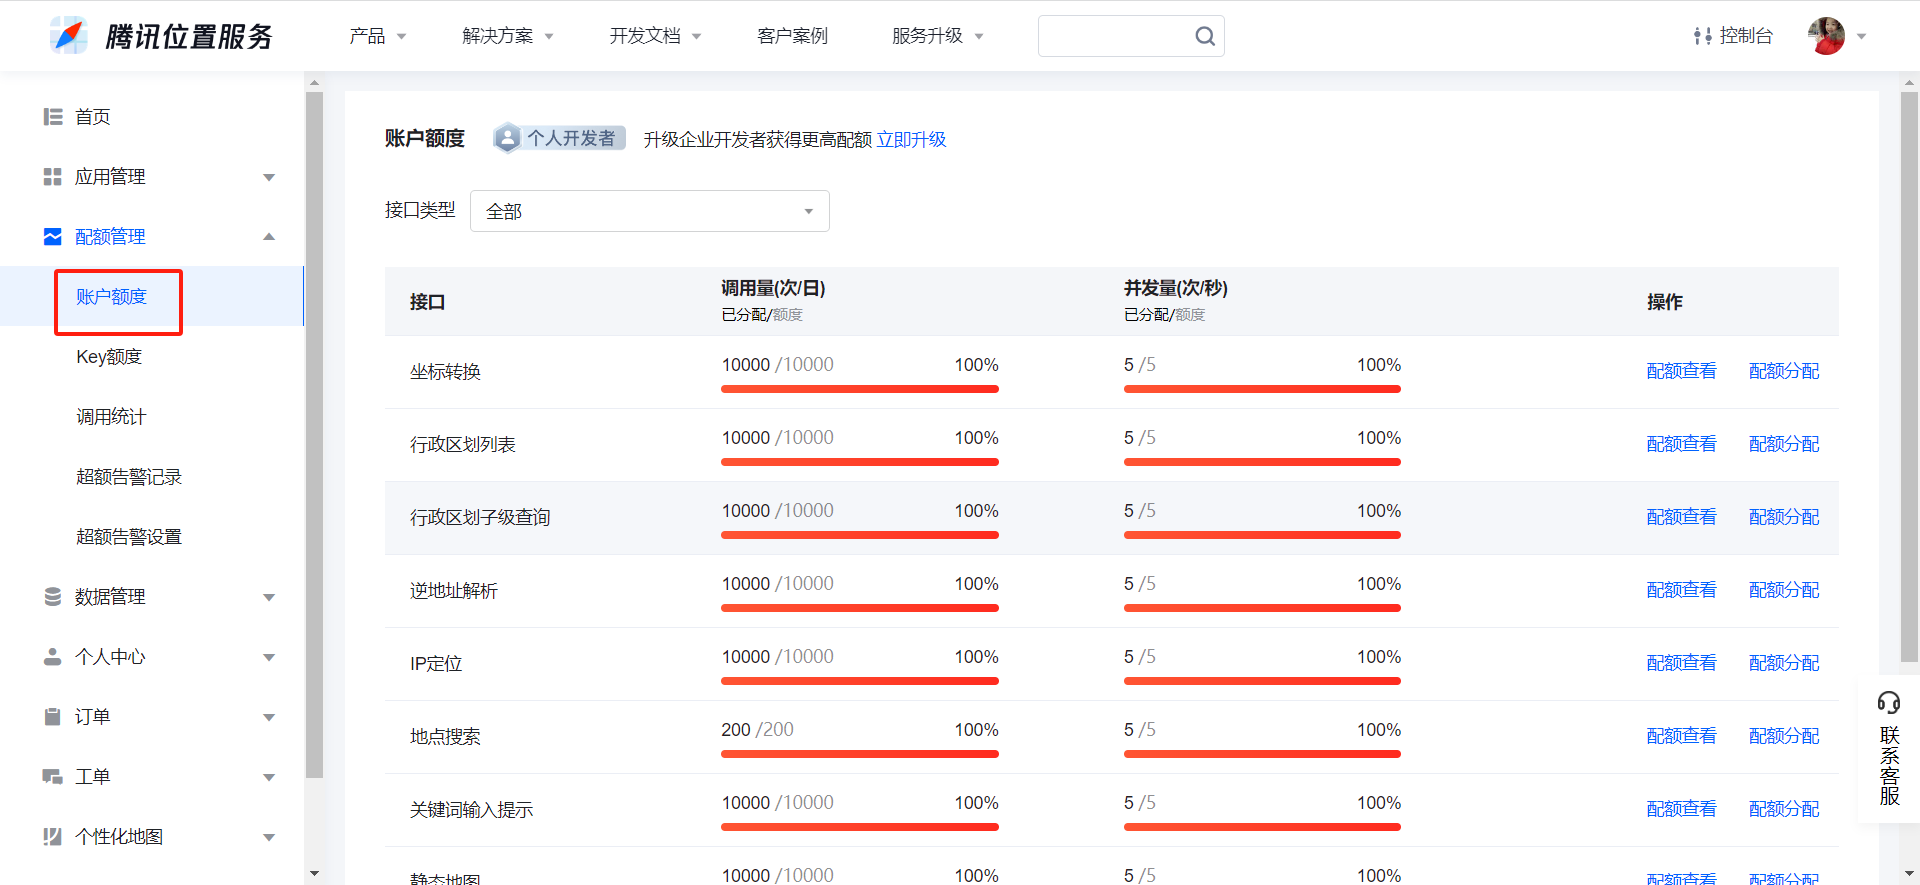 腾讯位置服务
产品
解决方案
开发文档
客户案例
服务升级
控制台
首页
应用管理
配额管理
账户额度
Key额度
调用统计
超额告警记录
超额告警设置
数据管理
个人中心
订单
工单
个性化地图
账户额度
个人开发者
升级企业开发者获得更高配额 立即升级
接口类型
全部
接口
调用量(次/日)
已分配/额度
并发量(次/秒)
已分配/额度
操作
坐标转换
10000 /10000 100%
5 /5 100%
配额查看 配额分配
行政区划列表
10000 /10000 100%
5 /5 100%
配额查看 配额分配
行政区划子级查询
10000 /10000 100%
5 /5 100%
配额查看 配额分配
逆地址解析
10000 /10000 100%
5 /5 100%
配额查看 配额分配
IP定位
10000 /10000 100%
5 /5 100%
配额查看 配额分配
地点搜索
200 /200 100%
5 /5 100%
配额查看 配额分配
关键词输入提示
10000 /10000 100%
5 /5 100%
配额查看 配额分配
静态地图
10000 /10000 100%
5 /5 100%
配额查看 配额分配
联系客服